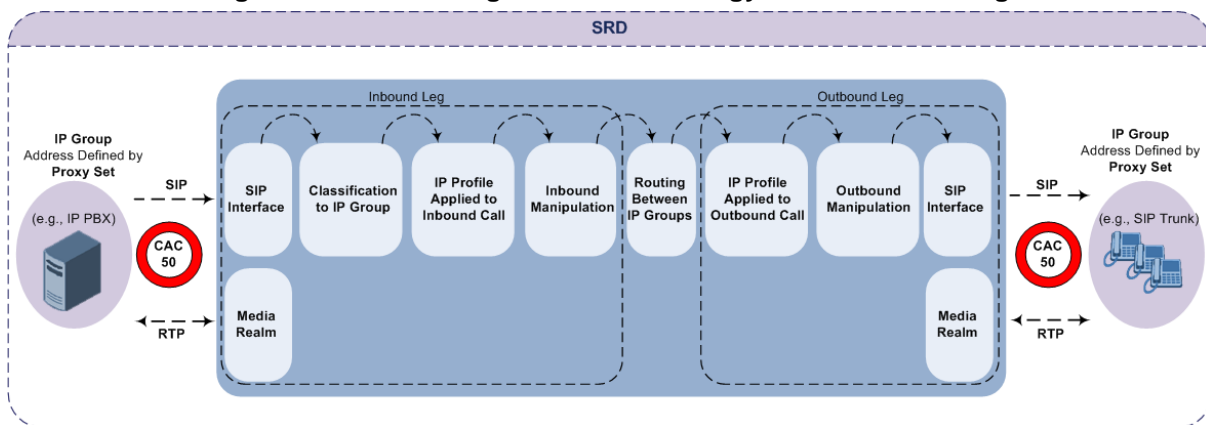 SRD
Inbound Leg
Outbound Leg
IP Group
Address Defined by
Proxy Set
(e.g., IP PBX)
SIP
CAC
50
RTP
SIP
Interface
Classification
to IP Group
IP Profile
Applied to
Inbound Call
Inbound
Manipulation
Routing
Between
IP Groups
IP Profile
Applied to
Outbound Call
Outbound
Manipulation
SIP
Interface
Media
Realm
Media
Realm
SIP
CAC
50
RTP
IP Group
Address Defined by
Proxy Set
(e.g., SIP Trunk)